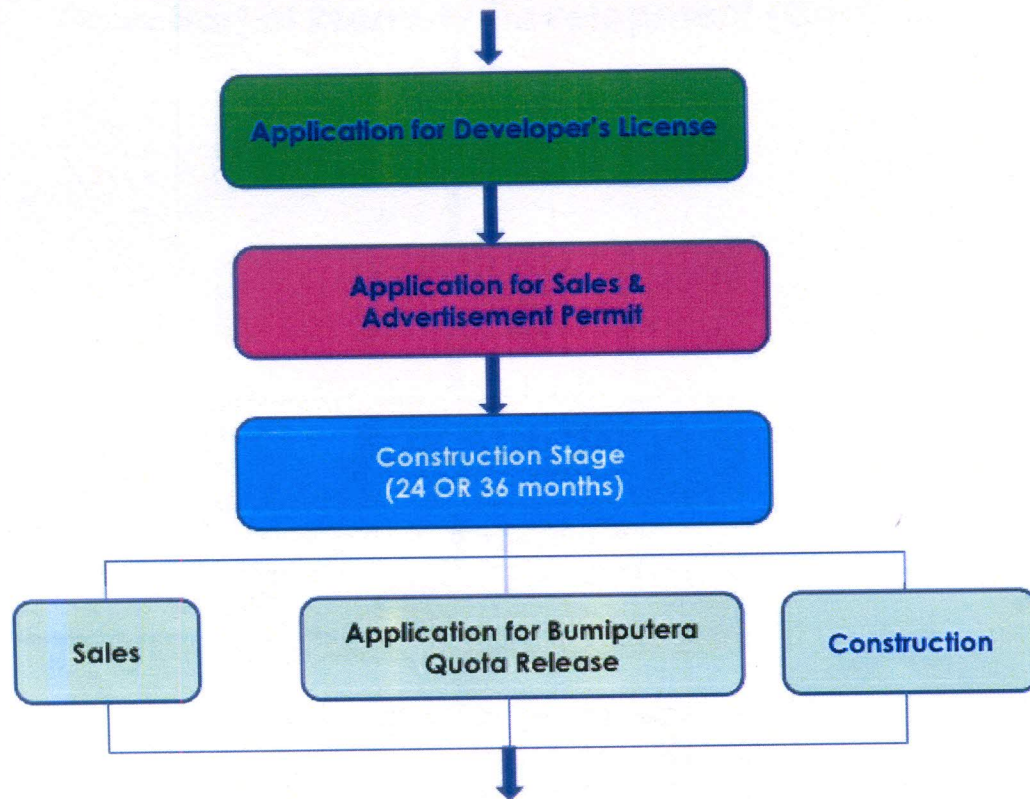 Application for Developer's License
Application for Sales &
Advertisement Permit
Construction Stage
(24 OR 36 months)
Sales
Application for Bumiputera
Quota Release
Construction